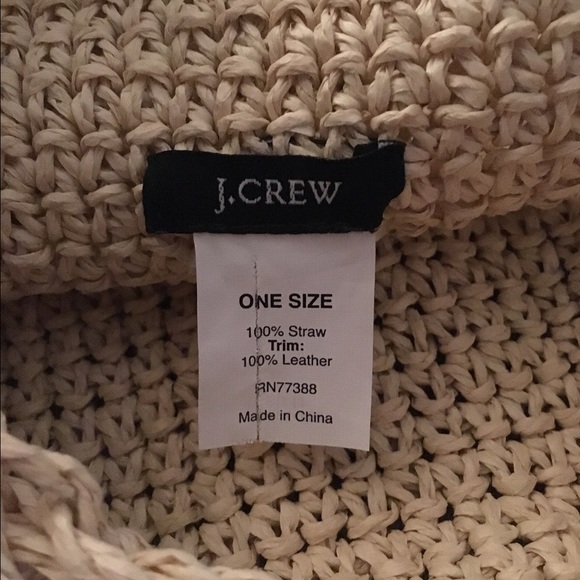 J.CREW
ONE SIZE
100% Straw
Trim:
100% Leather
RN77388
Made in China